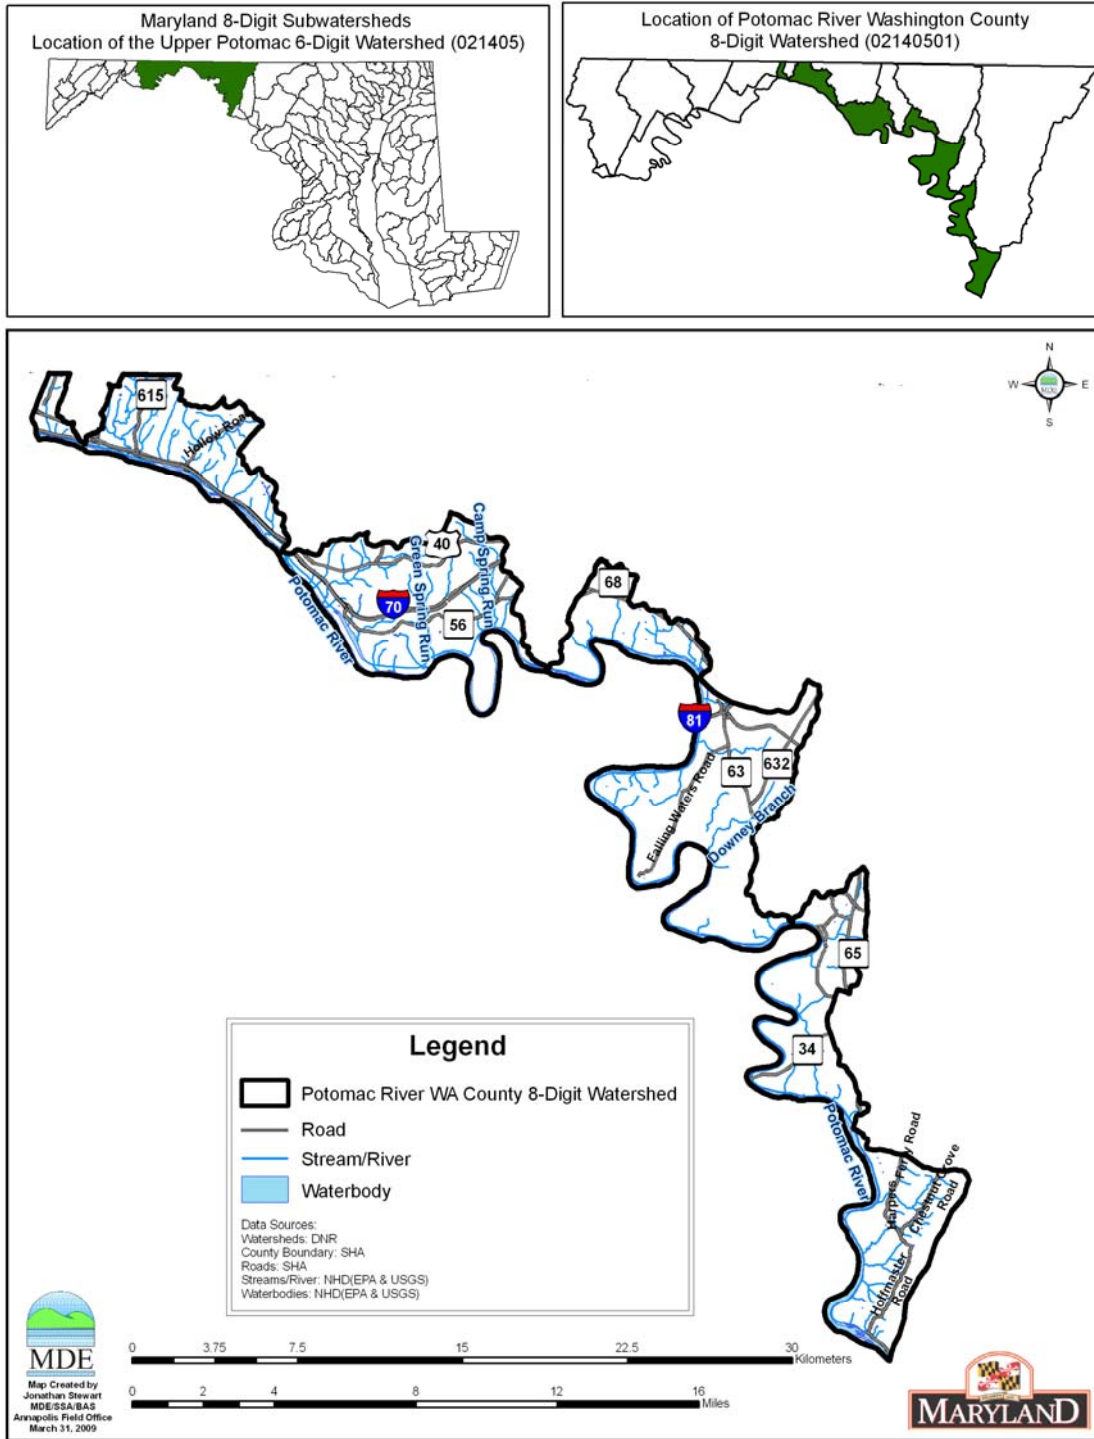 Maryland 8-Digit Subwatersheds
Location of the Upper Potomac 6-Digit Watershed (021405)
Location of Potomac River Washington County
8-Digit Watershed (02140501)
N
W
E
MDE
S
615
Hollow Road
40
Camp Spring Run
Green Spring Run
70
56
Potomac River
68
81
63
632
Falling Waters Road
Downey Branch
65
34
Potomac River
Harpers Ferry Road
Chestnut Grove
Road
Hoffmaster
Road
Legend
Potomac River WA County 8-Digit Watershed
Road
Stream/River
Waterbody
Data Sources:
Watersheds: DNR
County Boundary: SHA
Roads: SHA
Streams/River: NHD(EPA & USGS)
Waterbodies: NHD(EPA & USGS)
MDE
Map Created by
Jonathan Stewart
MDE/SSA/BAS
Annapolis Field Office
March 31, 2009
0 3.75 7.5 15 22.5 30
Kilometers
0 2 4 8 12 16
Miles
MARYLAND